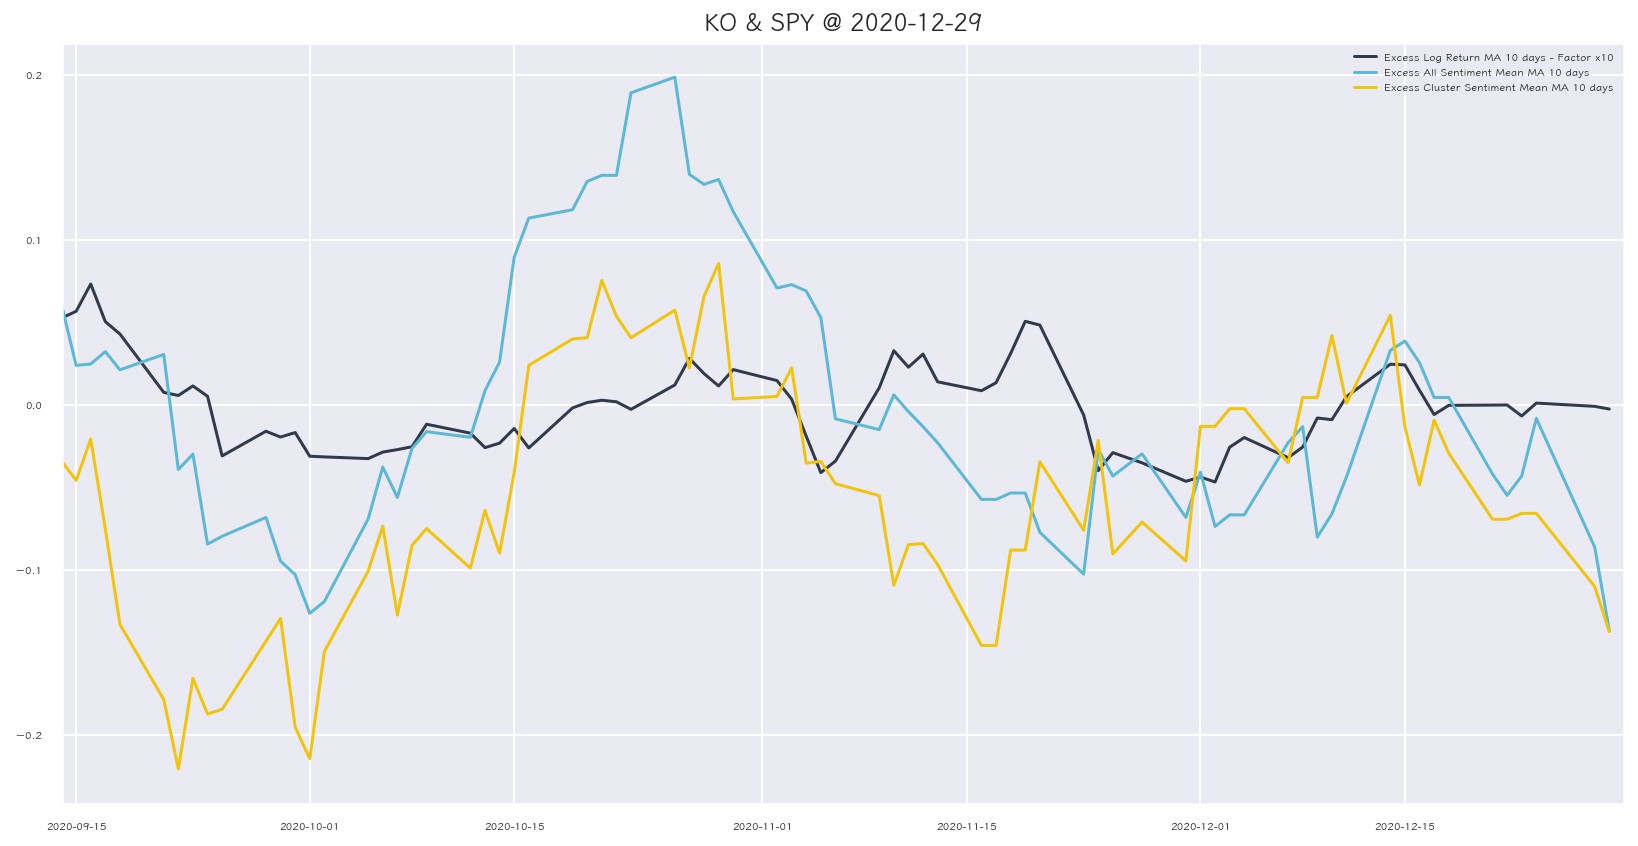 KO & SPY @ 2020-12-29
Excess Log Return MA 10 days - Factor x10
Excess All Sentiment Mean MA 10 days
Excess Cluster Sentiment Mean MA 10 days
0.2
0.1
0.0
−0.1
−0.2
2020-09-15 2020-10-01 2020-10-15 2020-11-01 2020-11-15 2020-12-01 2020-12-15